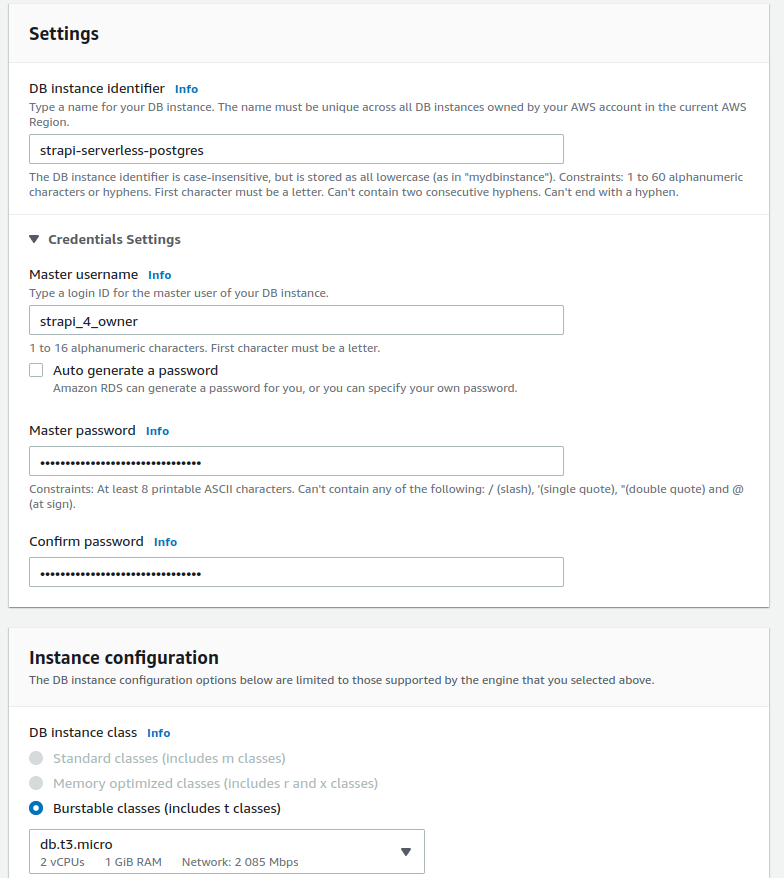 Settings
DB instance identifier Info
Type a name for your DB instance. The name must be unique across all DB instances owned by your AWS account in the current AWS
Region.
strapi-serverless-postgres
The DB instance identifier is case-insensitive, but is stored as all lowercase (as in "mydbinstance"). Constraints: 1 to 60 alphanumeric
characters or hyphens. First character must be a letter. Can't contain two consecutive hyphens. Can't end with a hyphen.
Credentials Settings
Master username Info
Type a login ID for the master user of your DB instance.
strapi_4_owner
1 to 16 alphanumeric characters. First character must be a letter.
Auto generate a password
Amazon RDS can generate a password for you, or you can specify your own password.
Master password Info
••••••••••••••••••••••••••••••••
Constraints: At least 8 printable ASCII characters. Can't contain any of the following: / (slash), '(single quote), "(double quote) and @
(at sign).
Confirm password Info
••••••••••••••••••••••••••••••••
Instance configuration
The DB instance configuration options below are limited to those supported by the engine that you selected above.
DB instance class Info
Standard classes (includes m classes)
Memory optimized classes (includes r and x classes)
Burstable classes (includes t classes)
db.t3.micro
2 vCPUs 1 GiB RAM Network: 2 085 Mbps